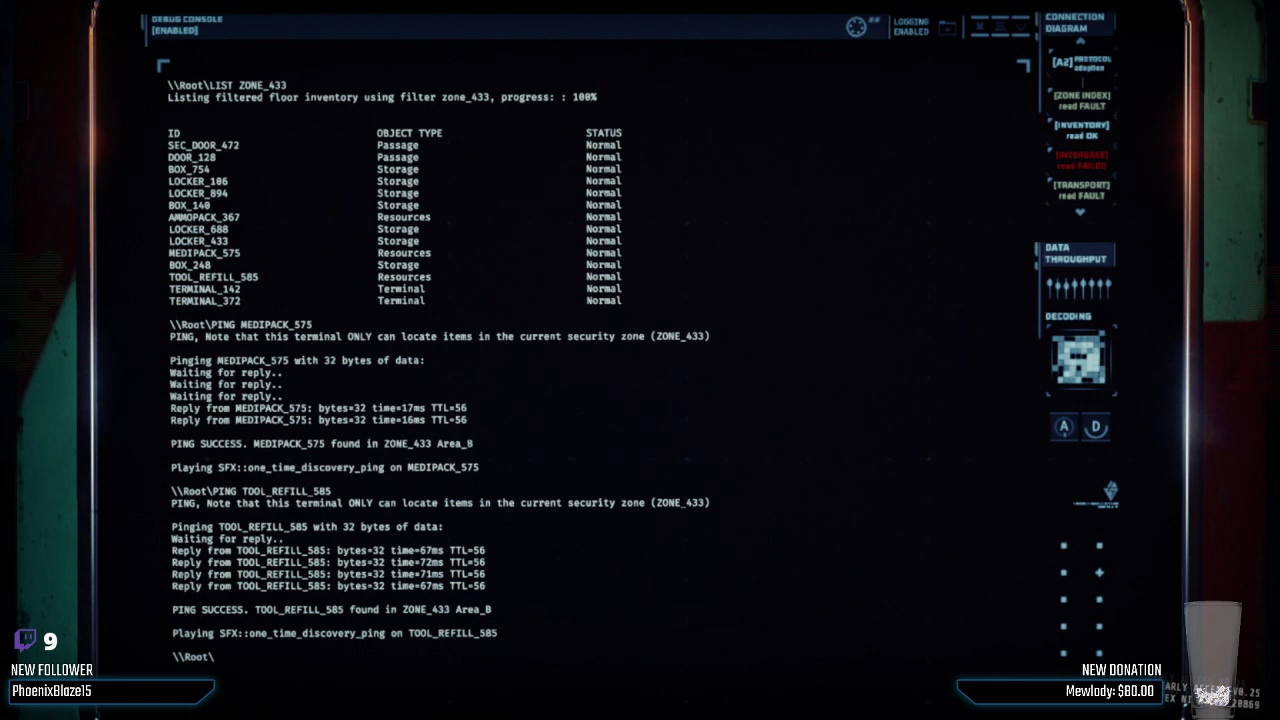 DEBUG CONSOLE
[ENABLED]
LOGGING
ENABLED
CONNECTION
DIAGRAM
[A2] PROTOCOL
adaption
[ZONE INDEX]
read FAULT
[INVENTORY]
read OK
[INTERBASE]
read FAILED
[TRANSPORT]
read FAULT
DATA
THROUGHPUT
DECODING
A D
\\Root\LIST ZONE_433
Listing filtered floor inventory using filter zone_433, progress: : 100%
ID OBJECT TYPE STATUS
SEC_DOOR_472 Passage Normal
DOOR_128 Passage Normal
BOX_754 Storage Normal
LOCKER_106 Storage Normal
LOCKER_894 Storage Normal
BOX_140 Storage Normal
AMMOPACK_367 Resources Normal
LOCKER_688 Storage Normal
LOCKER_433 Storage Normal
MEDIPACK_575 Resources Normal
BOX_248 Storage Normal
TOOL_REFILL_585 Resources Normal
TERMINAL_142 Terminal Normal
TERMINAL_372 Terminal Normal
\\Root\PING MEDIPACK_575
PING, Note that this terminal ONLY can locate items in the current security zone (ZONE_433)
Pinging MEDIPACK_575 with 32 bytes of data:
Waiting for reply..
Waiting for reply..
Waiting for reply..
Reply from MEDIPACK_575: bytes=32 time=17ms TTL=56
Reply from MEDIPACK_575: bytes=32 time=16ms TTL=56
PING SUCCESS. MEDIPACK_575 found in ZONE_433 Area_B
Playing SFX::one_time_discovery_ping on MEDIPACK_575
\\Root\PING TOOL_REFILL_585
PING, Note that this terminal ONLY can locate items in the current security zone (ZONE_433)
Pinging TOOL_REFILL_585 with 32 bytes of data:
Waiting for reply..
Reply from TOOL_REFILL_585: bytes=32 time=67ms TTL=56
Reply from TOOL_REFILL_585: bytes=32 time=72ms TTL=56
Reply from TOOL_REFILL_585: bytes=32 time=71ms TTL=56
Reply from TOOL_REFILL_585: bytes=32 time=67ms TTL=56
PING SUCCESS. TOOL_REFILL_585 found in ZONE_433 Area_B
Playing SFX::one_time_discovery_ping on TOOL_REFILL_585
\\Root\
9
NEW FOLLOWER
PhoenixBlaze15
NEW DONATION
Mewlady: $80.00